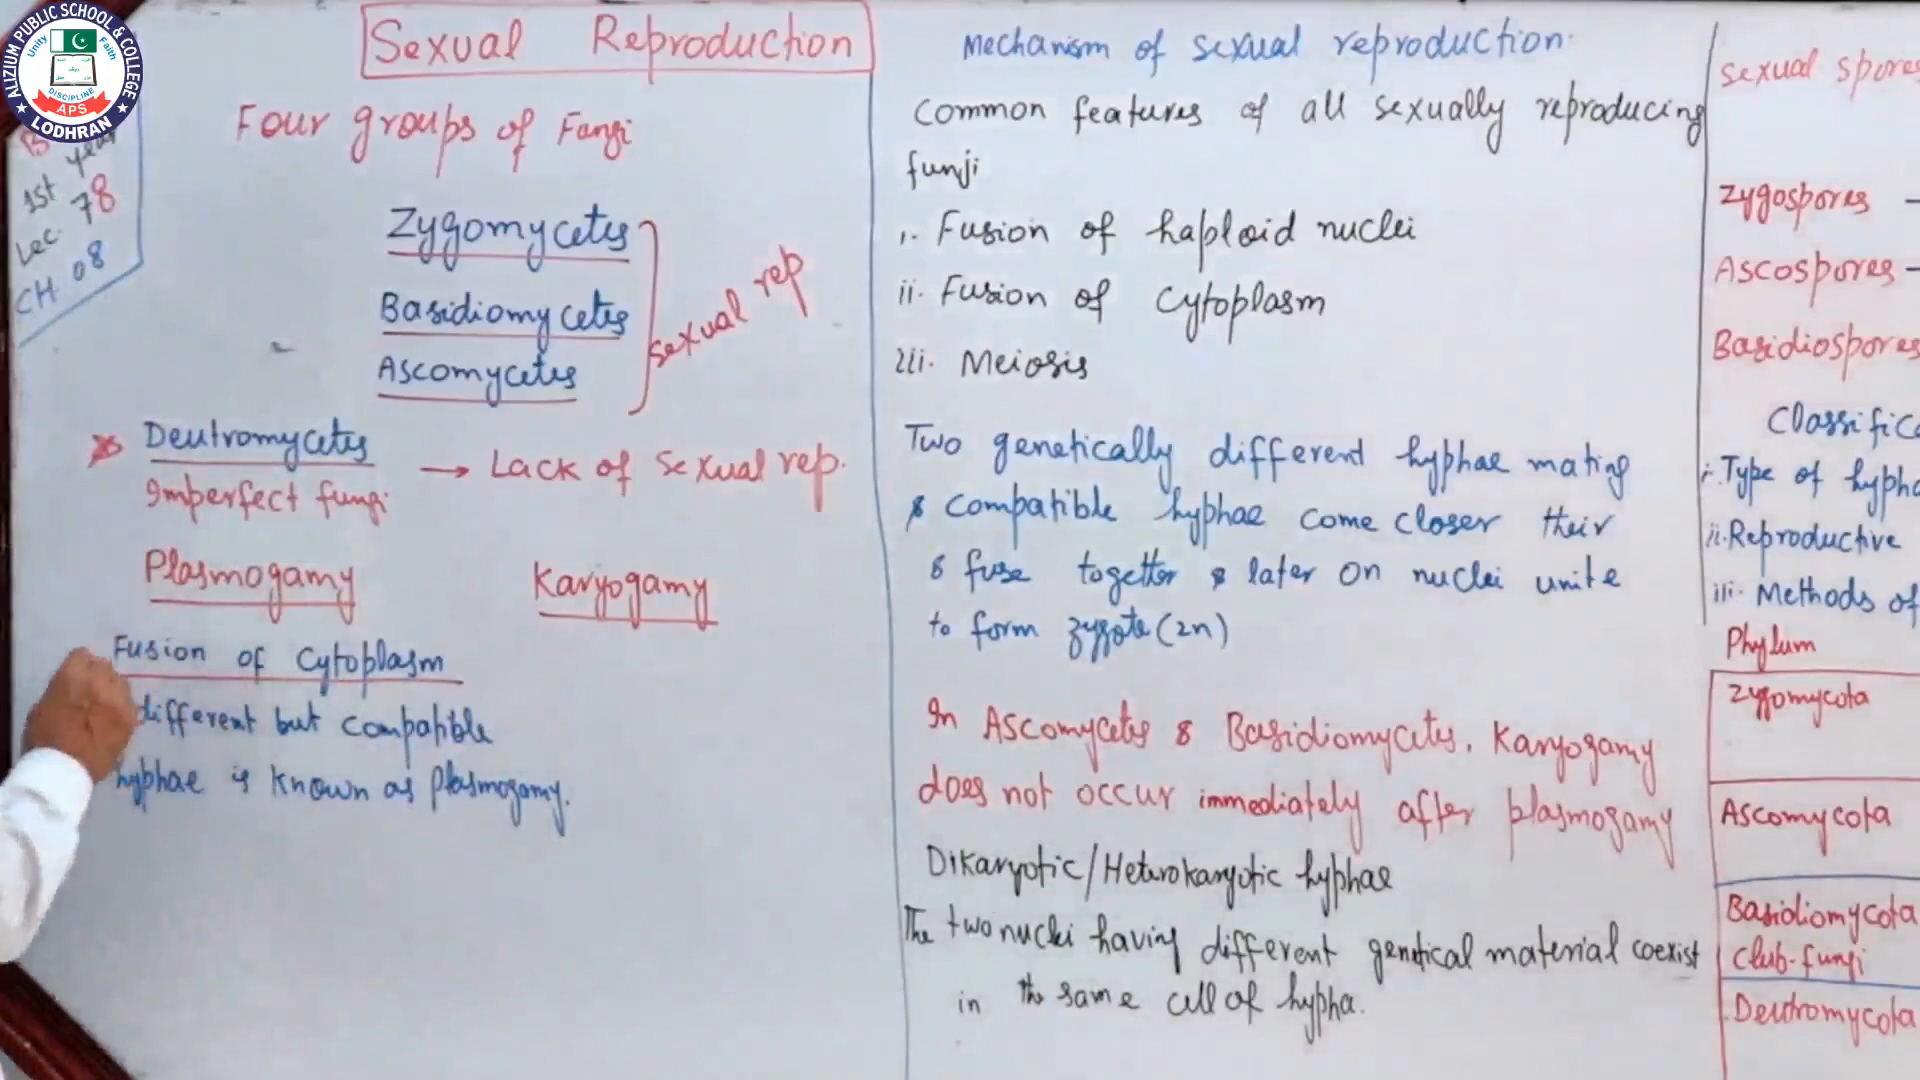 ALIZIUM PUBLIC SCHOOL & COLLEGE
Unity
Faith
DISCIPLINE
APS
LODHRAN
B
1st year
Lec. 78
CH 08
Sexual Reproduction
Four groups of Fangi
Zygomycetes
Basidiomycetes
Ascomycetes
sexual rep
Deutromycetes
Imperfect fungi
→ Lack of sexual rep.
Plasmogamy
Karyogamy
Fusion of Cytoplasm
different but compatible
hyphae is known as plasmogamy.
Mechanism of sexual reproduction.
Common features of all sexually reproducing
funji
i. Fusion of haploid nuclei
ii. Fusion of Cytoplasm
iii. Meiosis
Two genetically different hyphae mating
& compatible hyphae come closer their
& fuse togetter & later on nuclei unite
to form zygote (2n)
In Ascomycetes & Basidiomycetes, Karyogamy
does not occur immediately after plasmogamy
Dikaryotic/Heterokaryotic hyphae
The two nuclei having different genetical material coexist
in the same cell of hypha.
Sexual spores
Zygospores -
Ascospores -
Basidiospores
Classific
i. Type of hypha
ii. Reproductive
iii. Methods of
Phylum
Zygomycota
Ascomycota
Basidiomycota
Club-fungi
Deutromycota